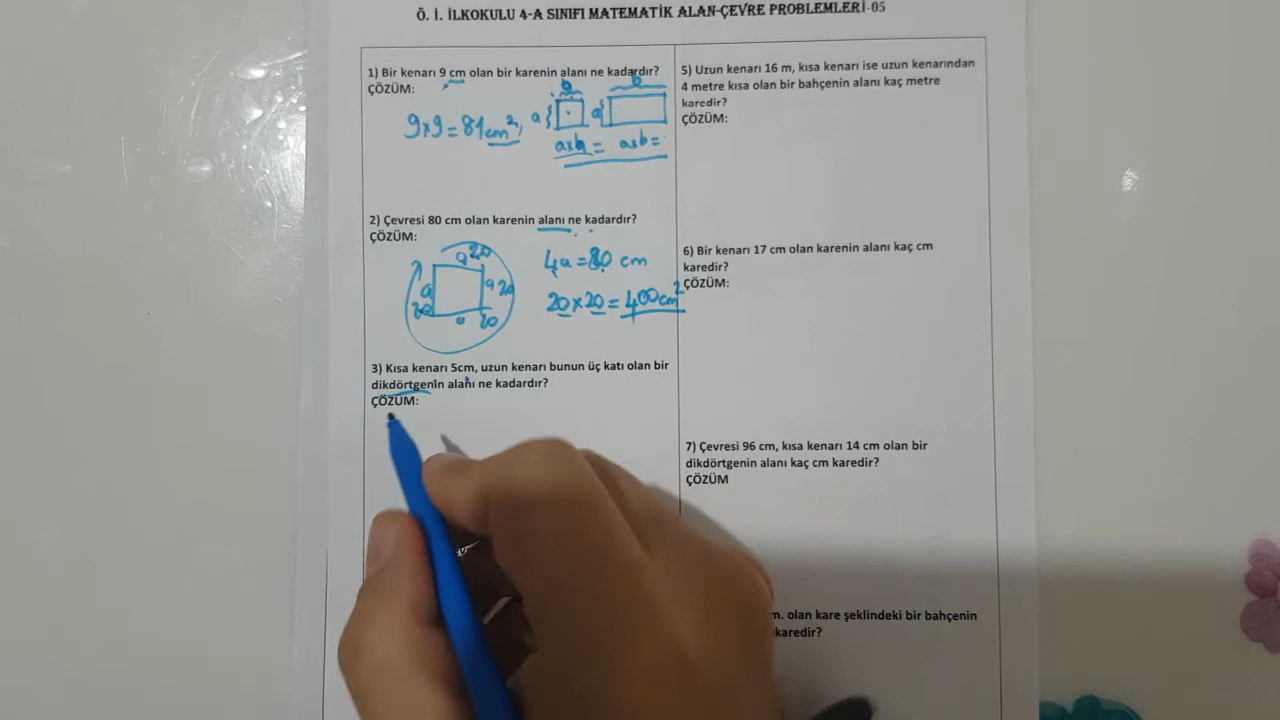 Ö. İ. İLKOKULU 4-A SINIFI MATEMATİK ALAN-ÇEVRE PROBLEMLERİ-05
1) Bir kenarı 9 cm olan bir karenin alanı ne kadardır?
ÇÖZÜM:
9x9=81cm²
b
a
axb =
b
a
axb=
2) Çevresi 80 cm olan karenin alanı ne kadardır?
ÇÖZÜM:
a 20
a 20
a 20
a 20
4a=80 cm
20x20=400cm²
3) Kısa kenarı 5cm, uzun kenarı bunun üç katı olan bir
dikdörtgenin alanı ne kadardır?
ÇÖZÜM:
5) Uzun kenarı 16 m, kısa kenarı ise uzun kenarından
4 metre kısa olan bir bahçenin alanı kaç metre
karedir?
ÇÖZÜM:
6) Bir kenarı 17 cm olan karenin alanı kaç cm
karedir?
ÇÖZÜM:
7) Çevresi 96 cm, kısa kenarı 14 cm olan bir
dikdörtgenin alanı kaç cm karedir?
ÇÖZÜM
m. olan kare şeklindeki bir bahçenin
karedir?